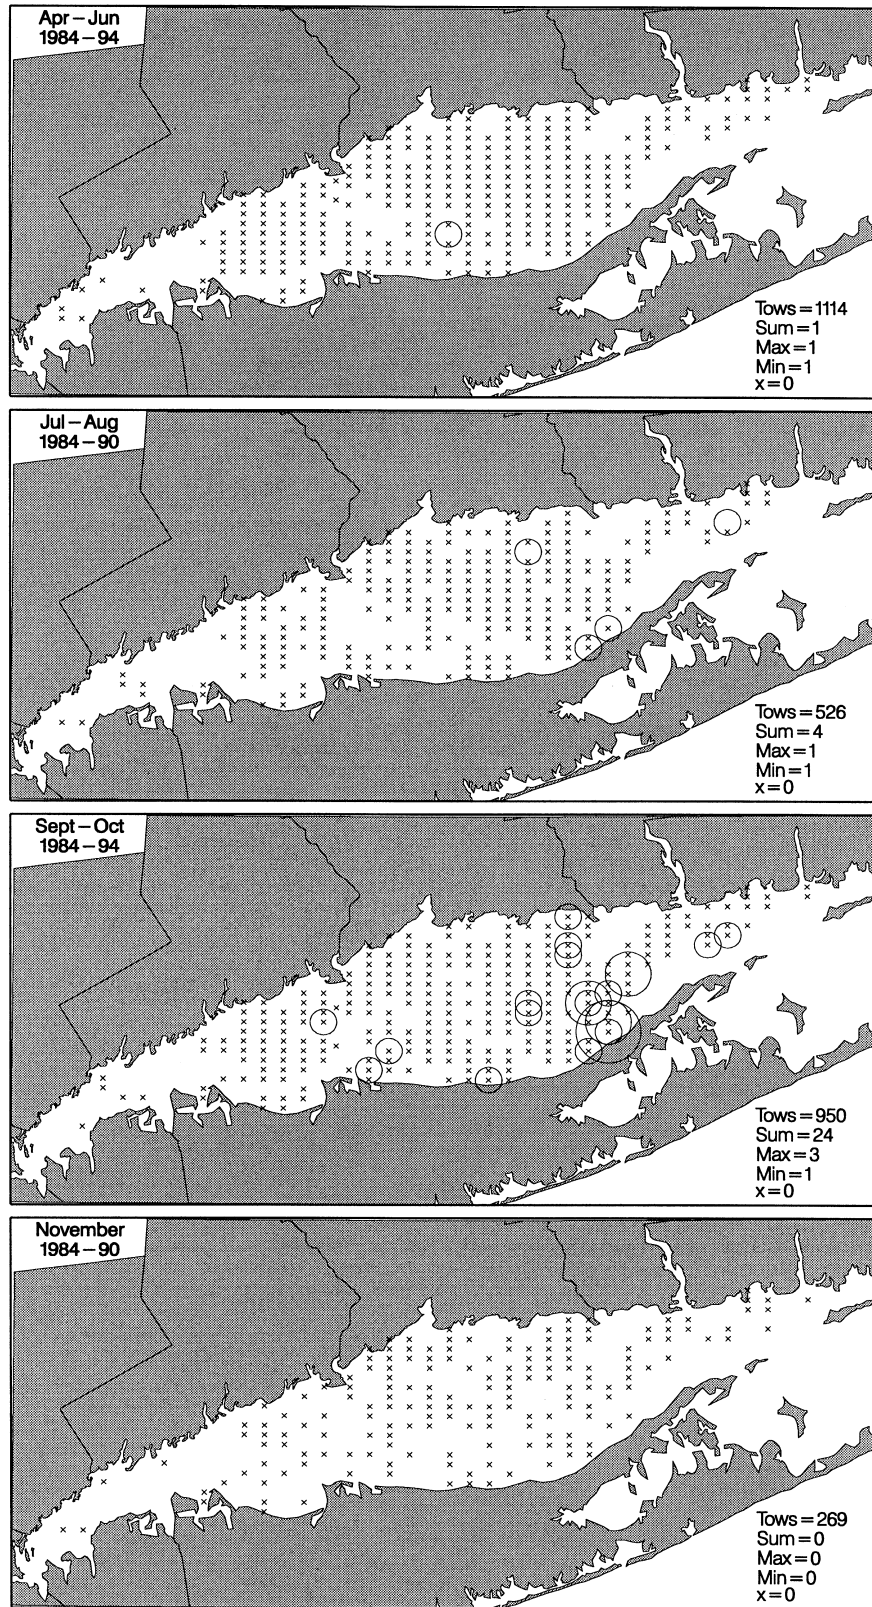 Apr–Jun
1984–94
Tows=1114
Sum=1
Max=1
Min=1
x=0
Jul–Aug
1984–90
Tows=526
Sum=4
Max=1
Min=1
x=0
Sept–Oct
1984–94
Tows=950
Sum=24
Max=3
Min=1
x=0
November
1984–90
Tows=269
Sum=0
Max=0
Min=0
x=0